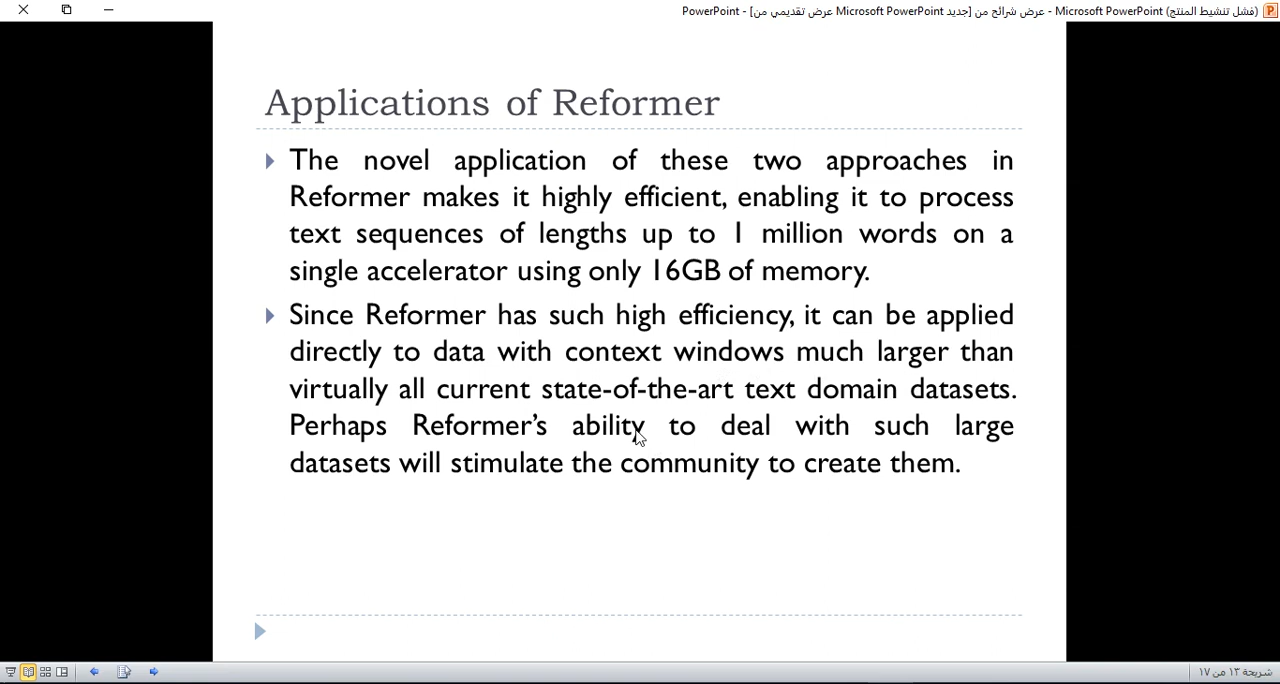 PowerPoint - [عرض تقديمي من Microsoft PowerPoint جديد] عرض شرائح من - Microsoft PowerPoint (فشل تنشيط المنتج)
Applications of Reformer
The novel application of these two approaches in
Reformer makes it highly efficient, enabling it to process
text sequences of lengths up to 1 million words on a
single accelerator using only 16GB of memory.
Since Reformer has such high efficiency, it can be applied
directly to data with context windows much larger than
virtually all current state-of-the-art text domain datasets.
Perhaps Reformer’s ability to deal with such large
datasets will stimulate the community to create them.
شريحة ١٣ من ١٧